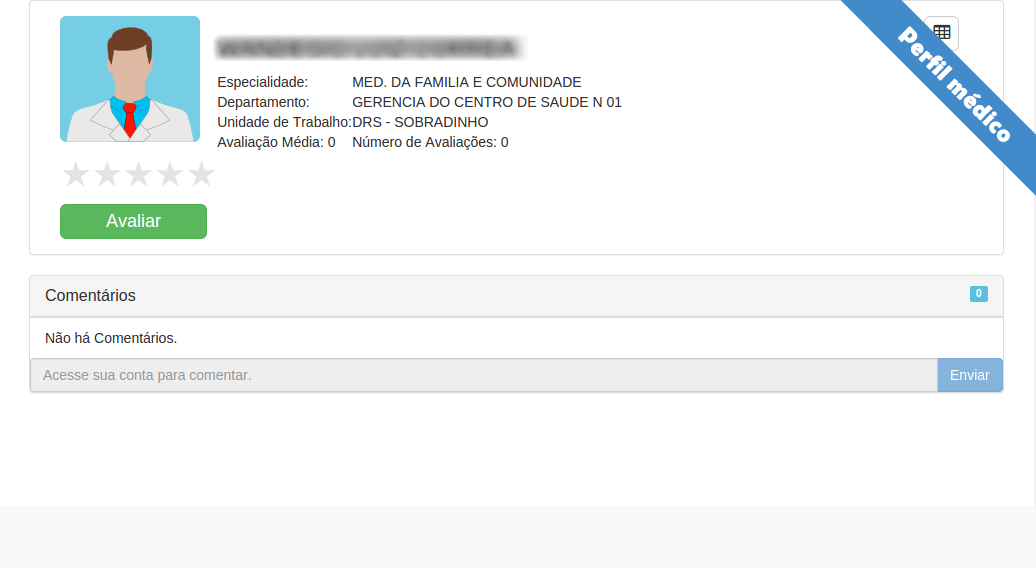 Perfil médico
Especialidade: MED. DA FAMILIA E COMUNIDADE
Departamento: GERENCIA DO CENTRO DE SAUDE N 01
Unidade de Trabalho:DRS - SOBRADINHO
Avaliação Média: 0 Número de Avaliações: 0
Avaliar
Comentários 0
Não há Comentários.
Acesse sua conta para comentar. Enviar